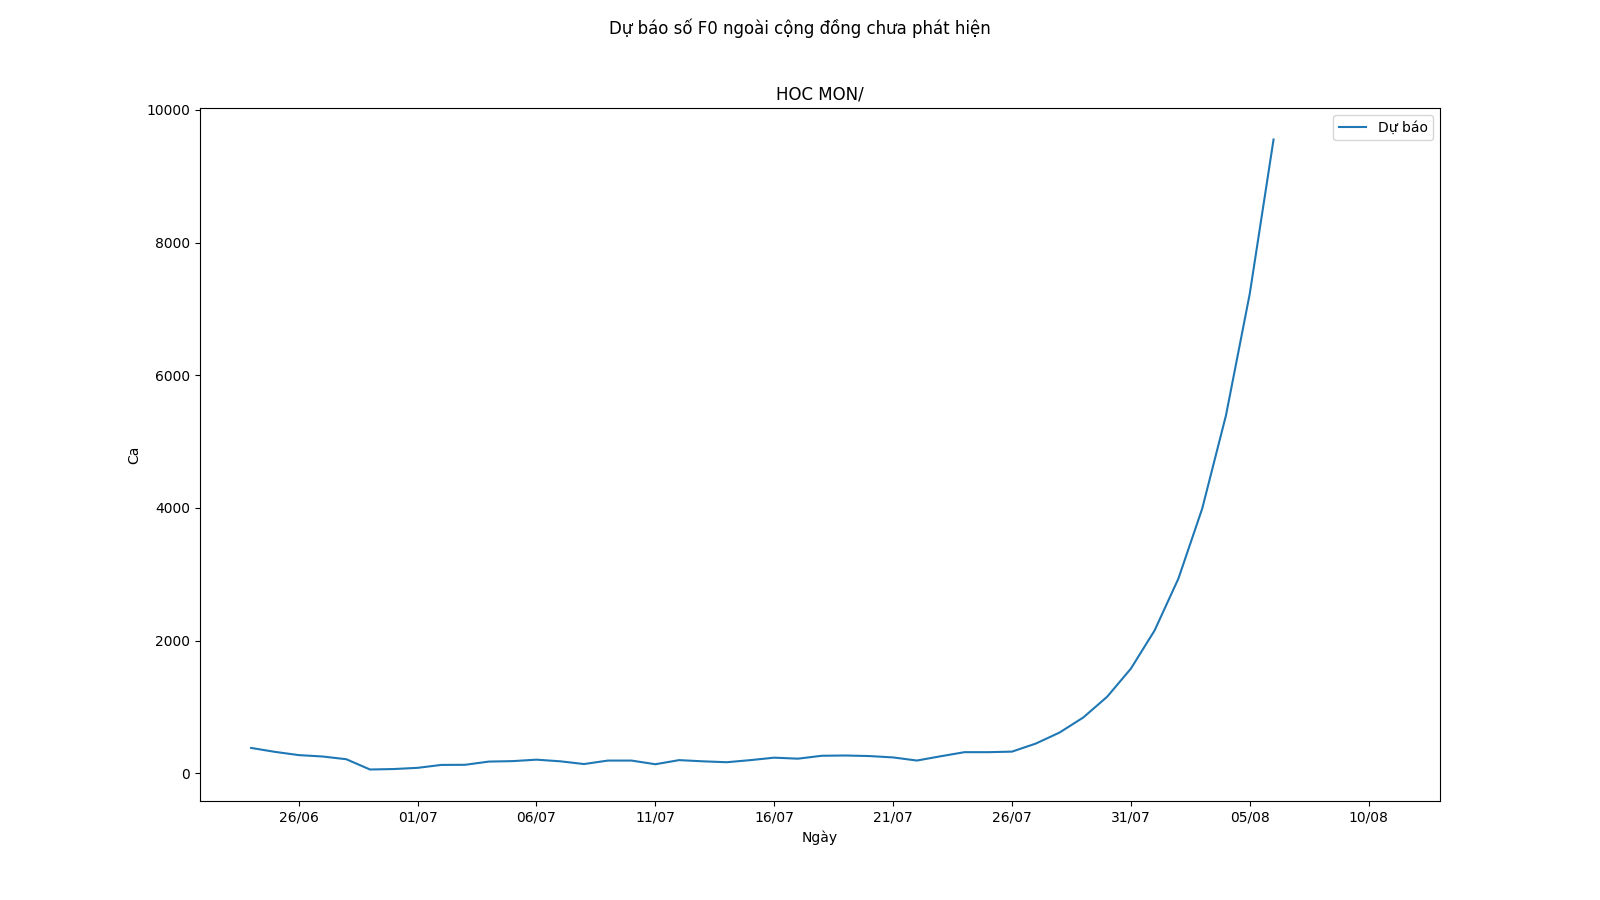 Dự báo số F0 ngoài cộng đồng chưa phát hiện
HOC MON/
Dự báo
10000
8000
6000
4000
2000
0
Ca
26/06 01/07 06/07 11/07 16/07 21/07 26/07 31/07 05/08 10/08
Ngày